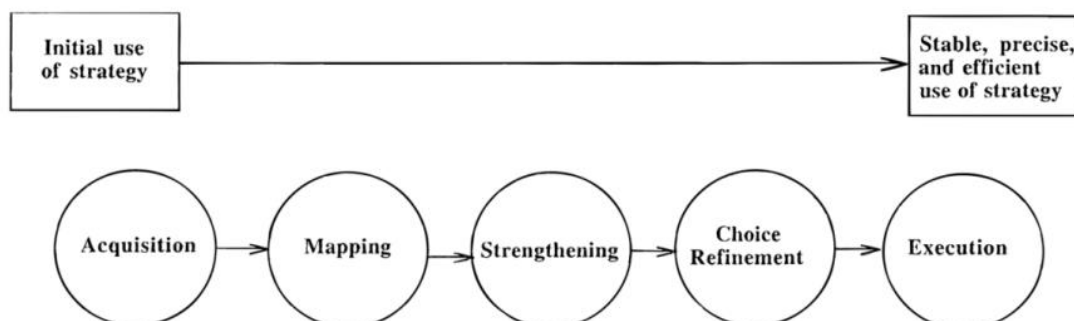 Initial use
of strategy
Stable, precise,
and efficient
use of strategy
Acquisition
Mapping
Strengthening
Choice
Refinement
Execution